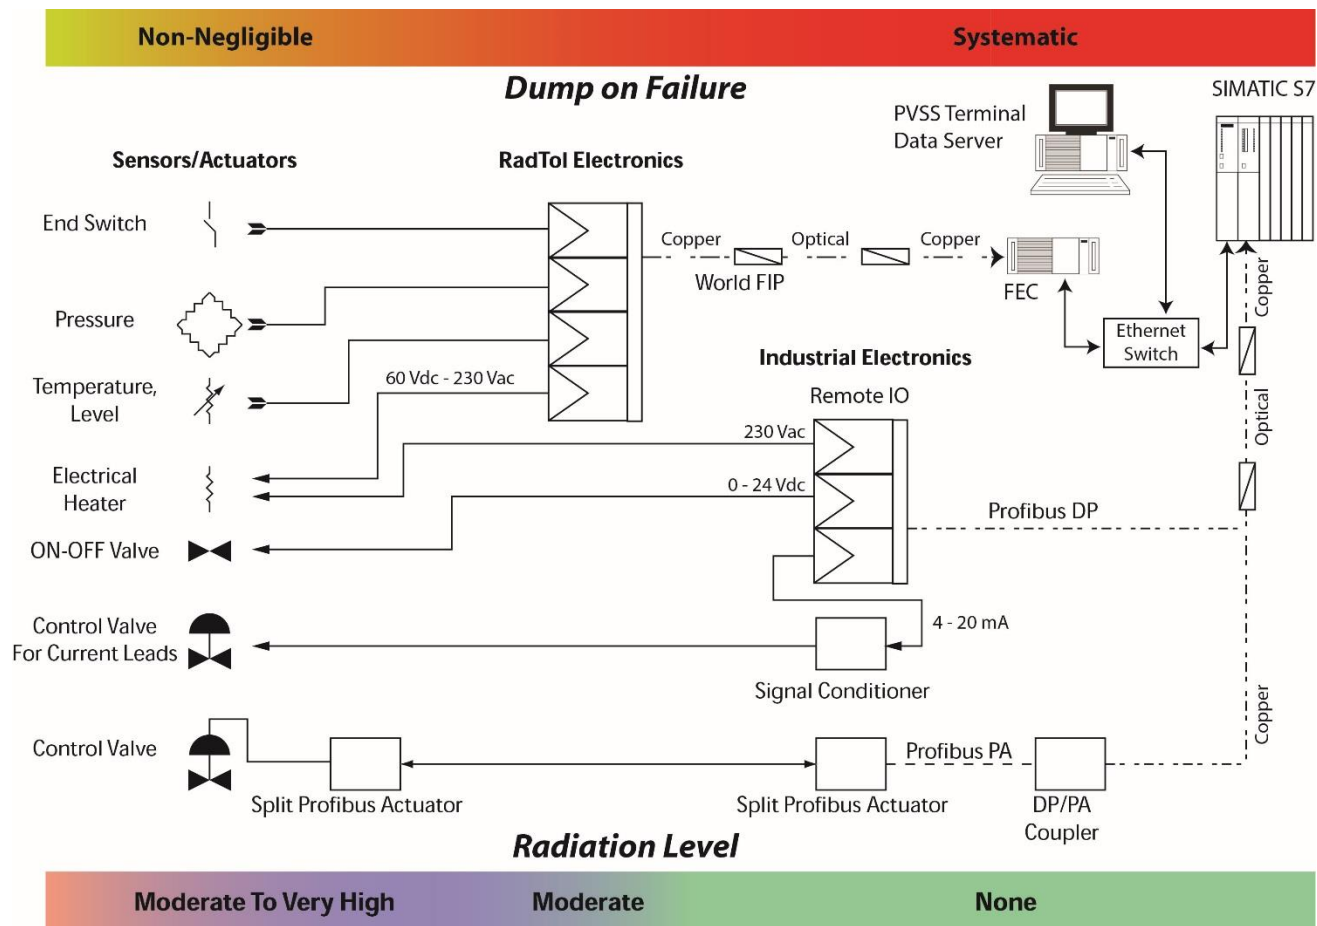 Non-Negligible
Systematic
Dump on Failure
SIMATIC S7
PVSS Terminal
Data Server
Sensors/Actuators
RadTol Electronics
End Switch
Copper
Optical
Copper
World FIP
FEC
Copper
Pressure
Ethernet
Switch
Industrial Electronics
Temperature,
Level
60 Vdc - 230 Vac
Remote IO
Optical
230 Vac
Electrical
Heater
0 - 24 Vdc
Profibus DP
ON-OFF Valve
Control Valve
For Current Leads
4 - 20 mA
Signal Conditioner
Copper
Control Valve
Profibus PA
Split Profibus Actuator
Split Profibus Actuator
DP/PA
Coupler
Radiation Level
Moderate To Very High
Moderate
None